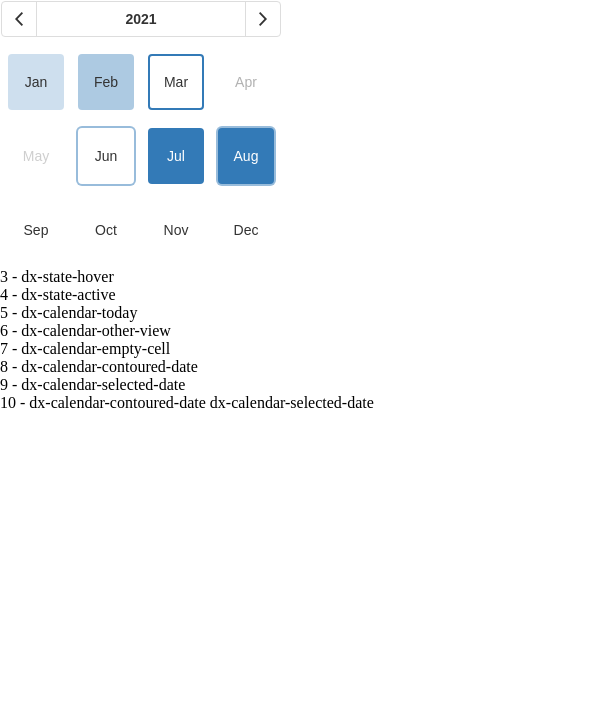 2021
Jan Feb Mar Apr
May Jun Jul Aug
Sep Oct Nov Dec
3 - dx-state-hover
4 - dx-state-active
5 - dx-calendar-today
6 - dx-calendar-other-view
7 - dx-calendar-empty-cell
8 - dx-calendar-contoured-date
9 - dx-calendar-selected-date
10 - dx-calendar-contoured-date dx-calendar-selected-date